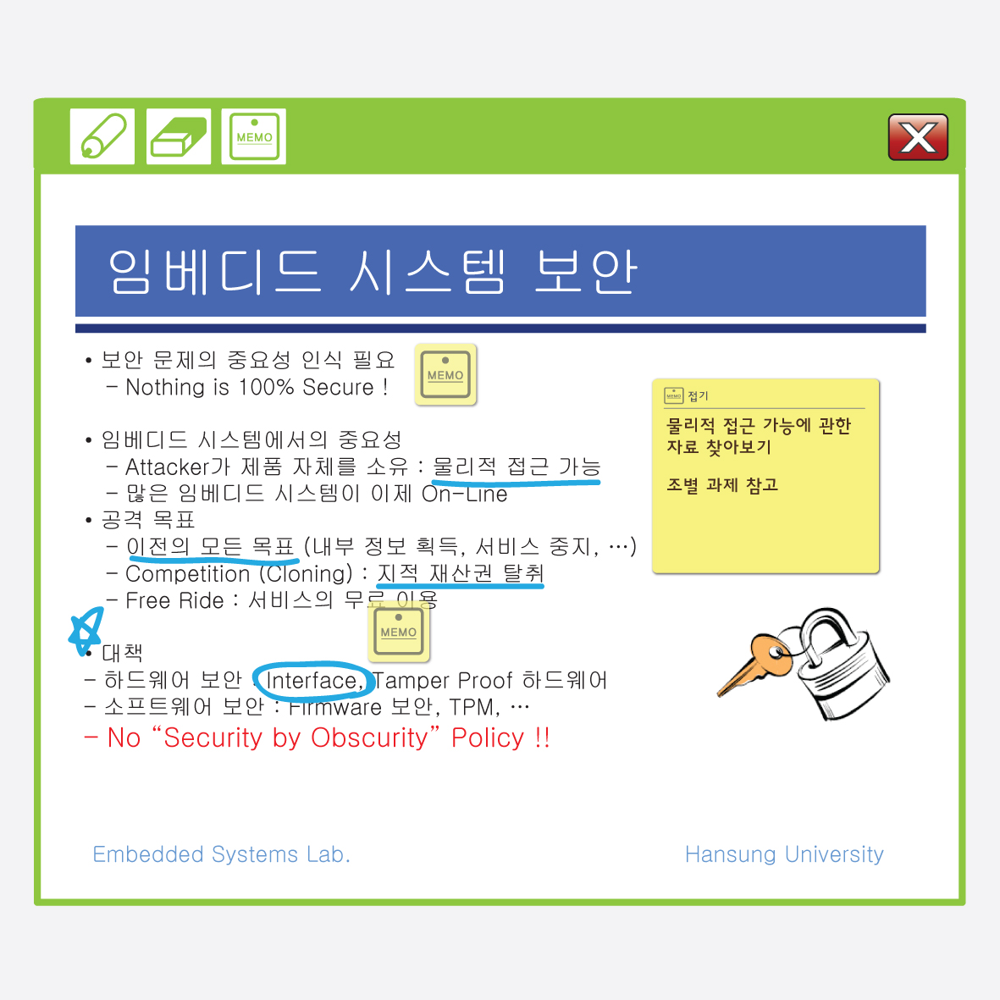 MEMO
X
임베디드 시스템 보안
• 보안 문제의 중요성 인식 필요
MEMO
– Nothing is 100% Secure !
• 임베디드 시스템에서의 중요성
– Attacker가 제품 자체를 소유 : 물리적 접근 가능
– 많은 임베디드 시스템이 이제 On-Line
• 공격 목표
– 이전의 모든 목표 (내부 정보 획득, 서비스 중지, …)
– Competition (Cloning) : 지적 재산권 탈취
– Free Ride : 서비스의 무료 이용
MEMO
• 대책
– 하드웨어 보안 : Interface, Tamper Proof 하드웨어
– 소프트웨어 보안 : Firmware 보안, TPM, …
– No “Security by Obscurity” Policy !!
MEMO 접기
물리적 접근 가능에 관한
자료 찾아보기
조별 과제 참고
Embedded Systems Lab.
Hansung University